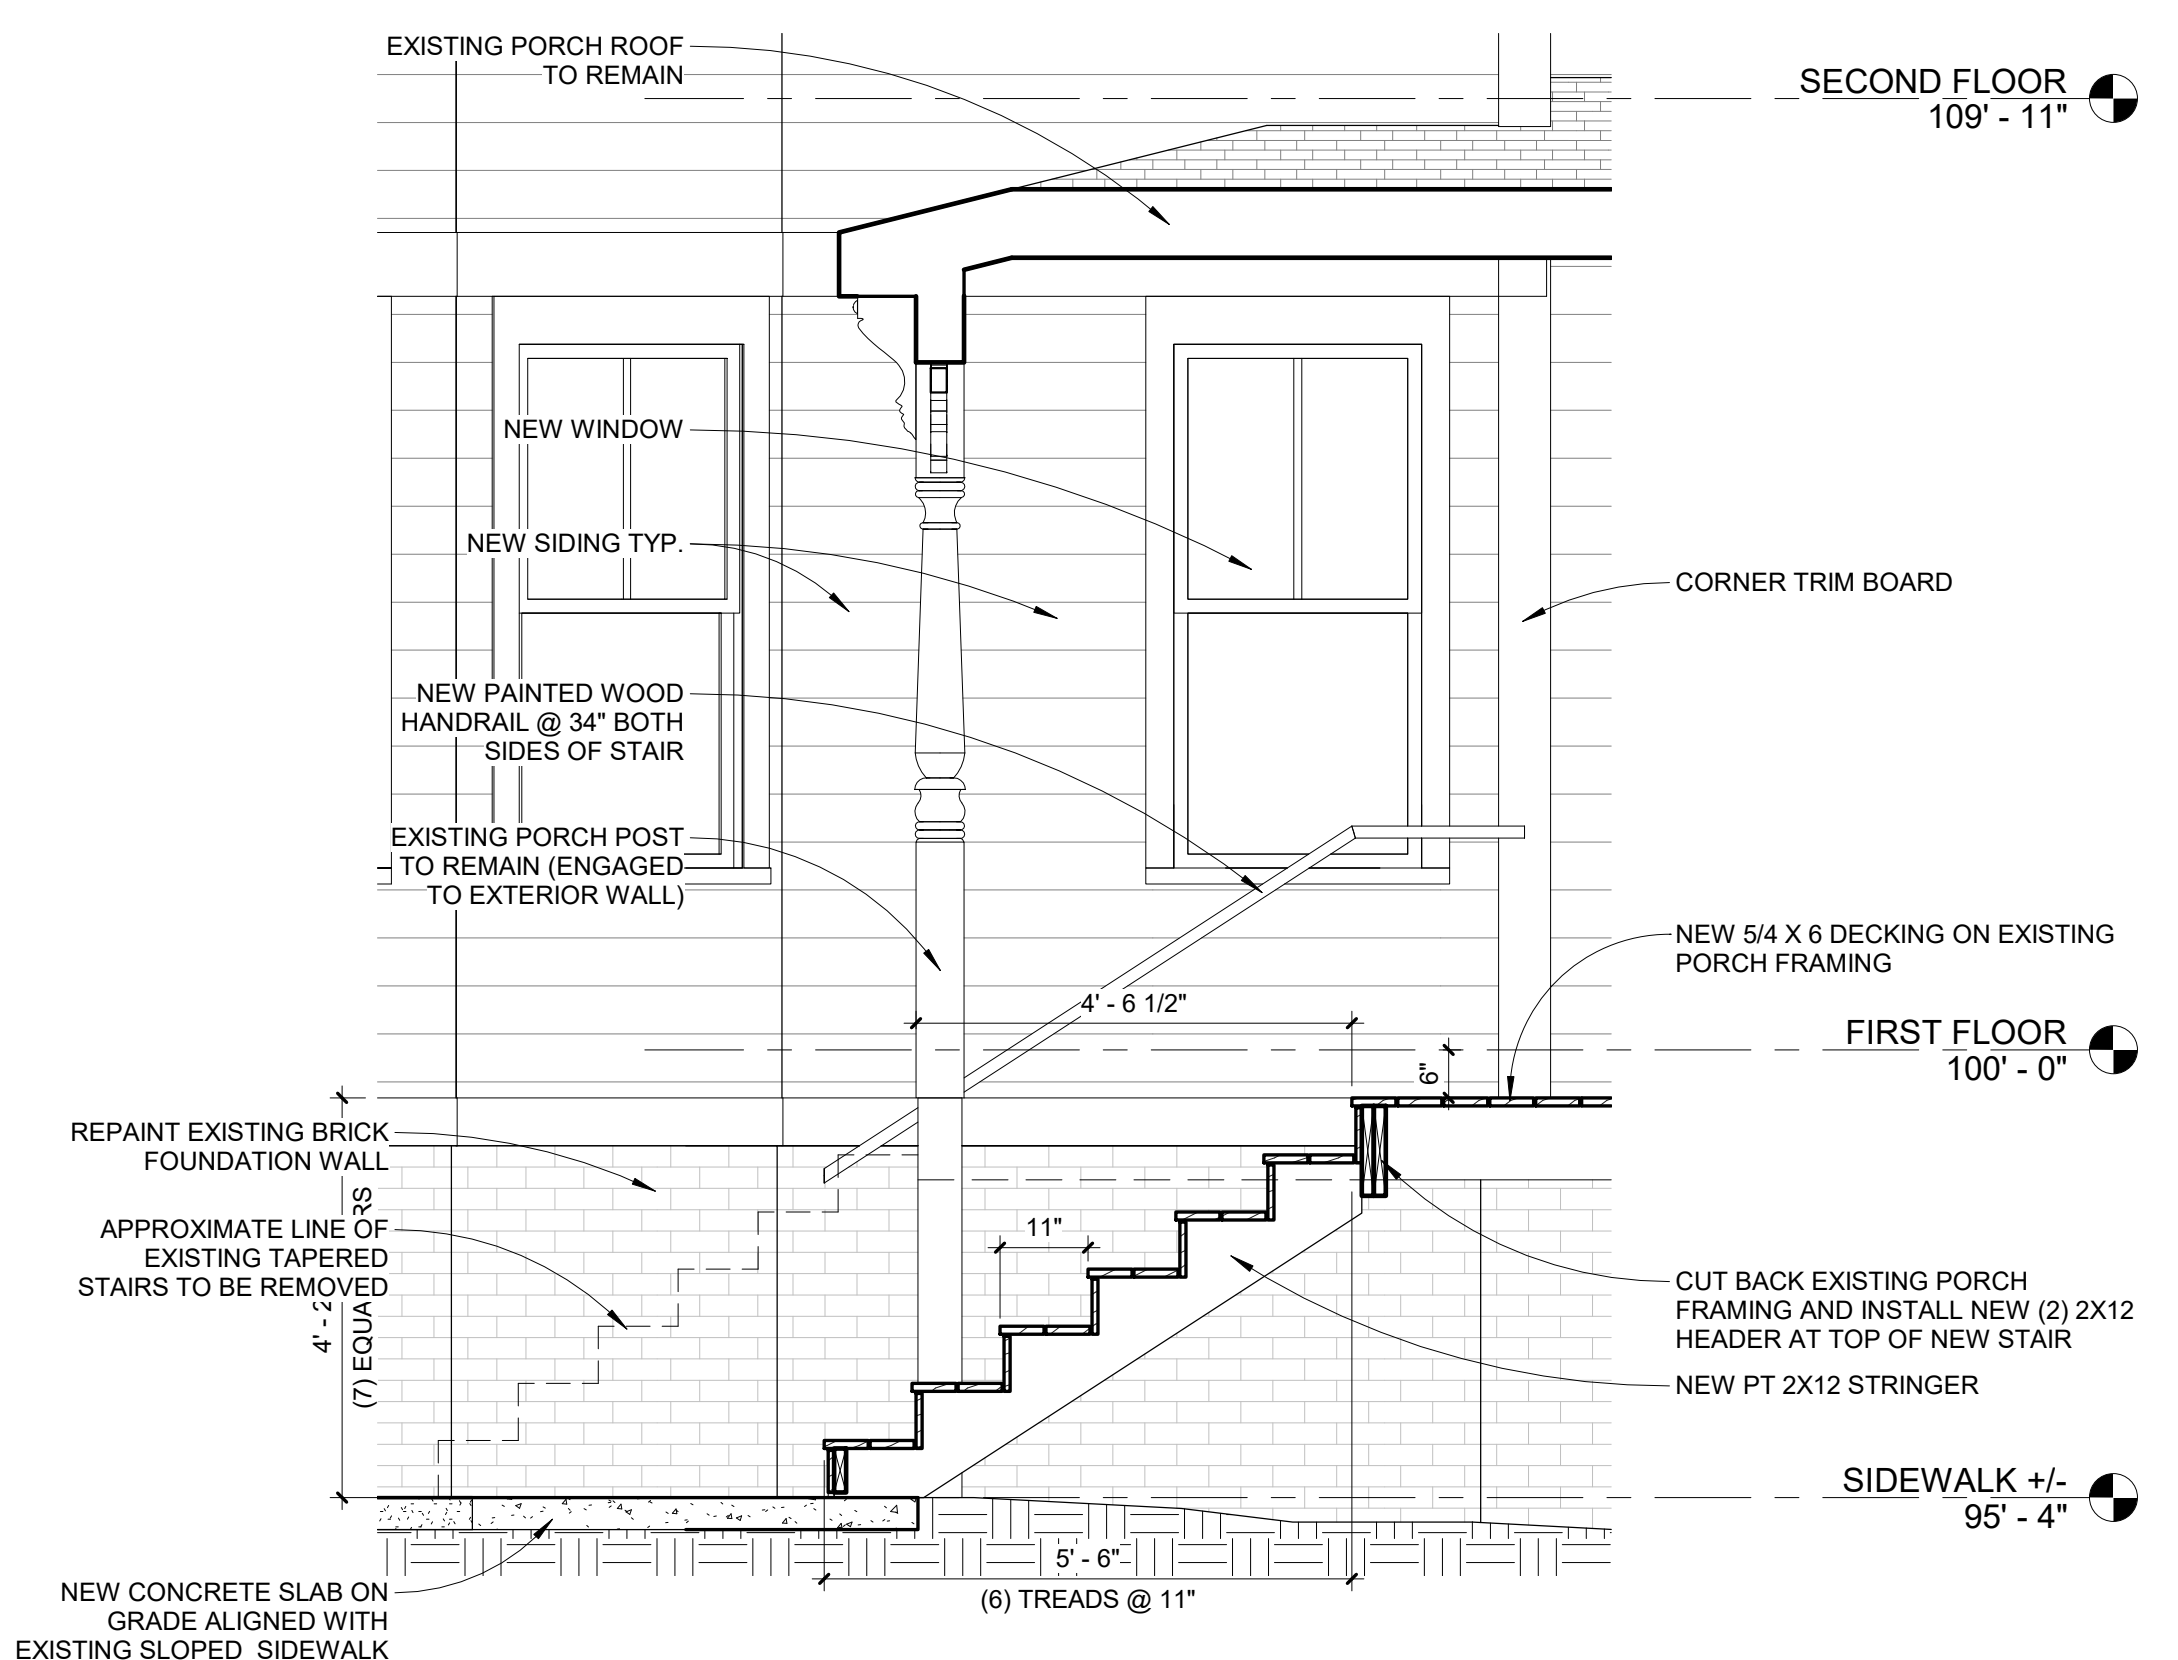 EXISTING PORCH ROOF
TO REMAIN
SECOND FLOOR
109' - 11"
NEW WINDOW
NEW SIDING TYP.
CORNER TRIM BOARD
NEW PAINTED WOOD
HANDRAIL @ 34" BOTH
SIDES OF STAIR
EXISTING PORCH POST
TO REMAIN (ENGAGED
TO EXTERIOR WALL)
NEW 5/4 X 6 DECKING ON EXISTING
PORCH FRAMING
4' - 6 1/2"
FIRST FLOOR
100' - 0"
6"
REPAINT EXISTING BRICK
FOUNDATION WALL
APPROXIMATE LINE OF
EXISTING TAPERED
STAIRS TO BE REMOVED
4' - 2
(7) EQUA
RS
11"
CUT BACK EXISTING PORCH
FRAMING AND INSTALL NEW (2) 2X12
HEADER AT TOP OF NEW STAIR
NEW PT 2X12 STRINGER
SIDEWALK +/-
95' - 4"
5' - 6"
(6) TREADS @ 11"
NEW CONCRETE SLAB ON
GRADE ALIGNED WITH
EXISTING SLOPED SIDEWALK